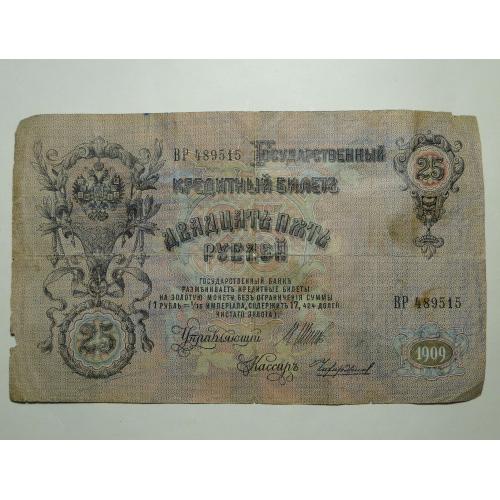 ВР 489515 Государственный
25
Кредитный Билетъ
Двадцать пять
рублей
Государственный банкъ
размѣниваетъ кредитные билеты
на золотую монету безъ ограниченія суммы
(1 рубль = 1/15 имперіала, содержитъ 17,424 долей
чистаго золота).
ВР 489515
Управляющій
25
1909
Кассиръ